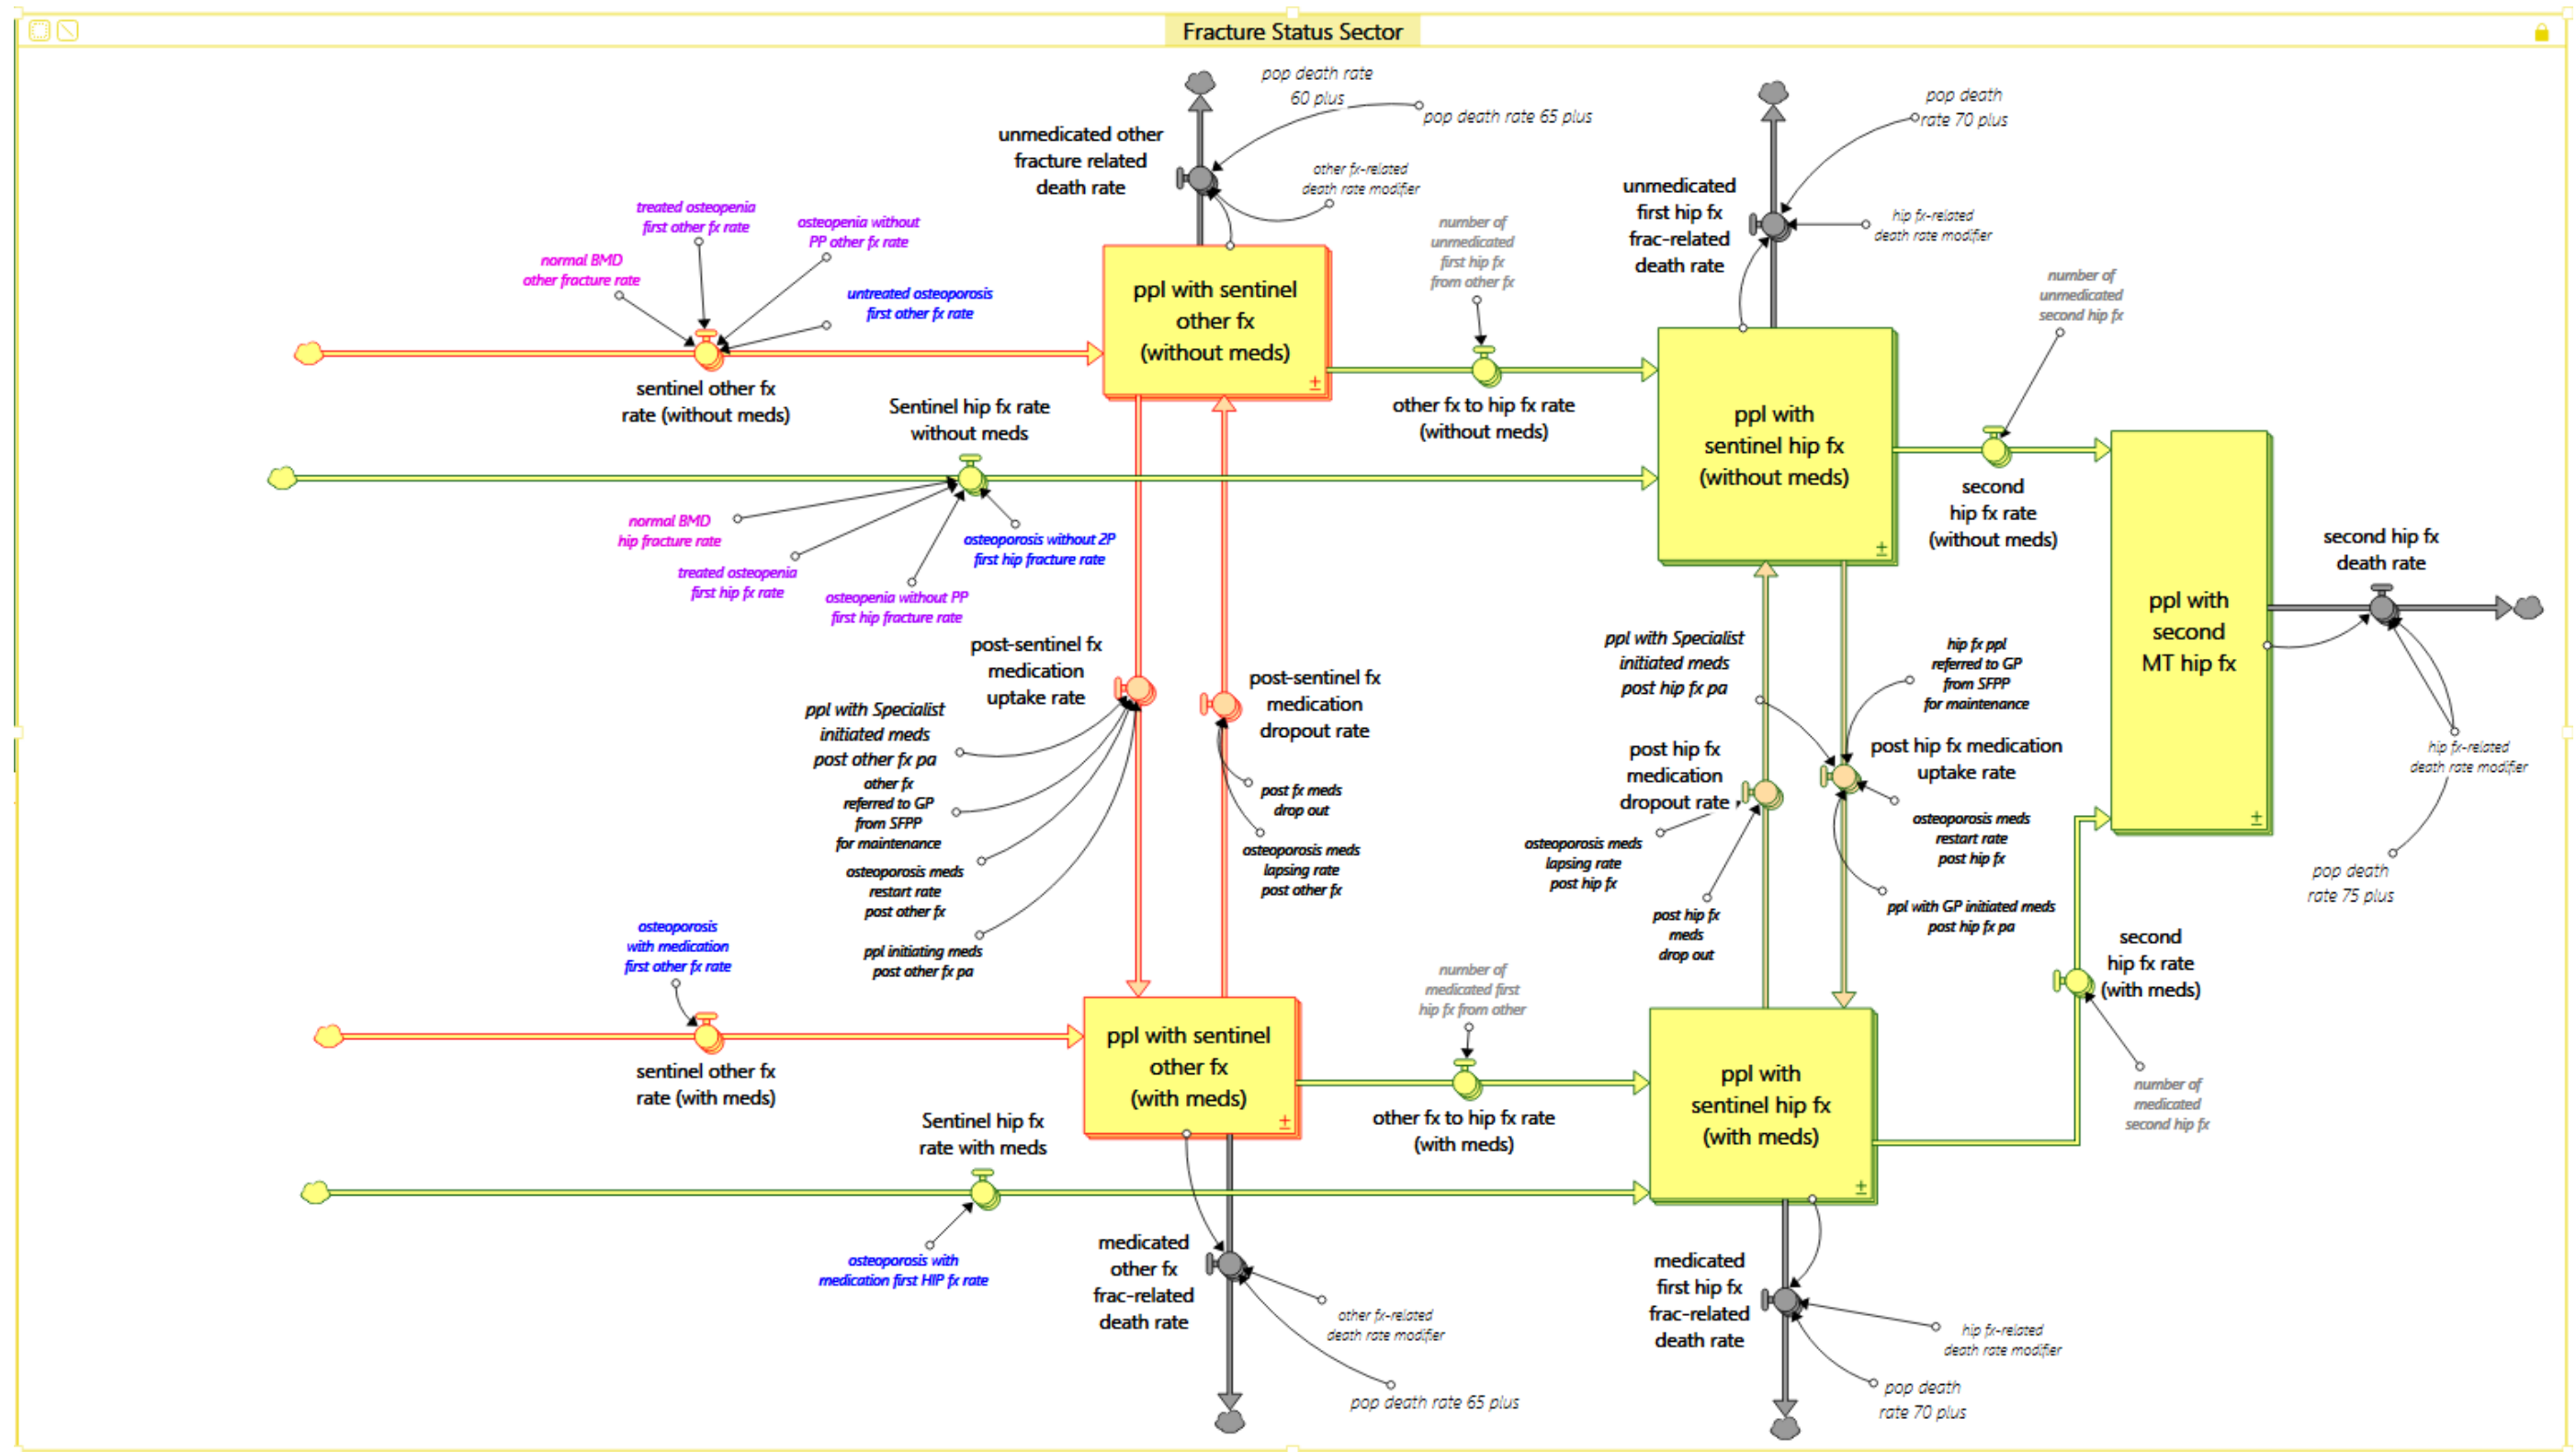 Fracture Status Sector
pop death rate
60 plus
pop death rate 65 plus
unmedicated other
fracture related
death rate
other fx-related
death rate modifier
pop death
rate 70 plus
unmedicated
first hip fx
frac-related
death rate
hip fx-related
death rate modifier
treated osteopenia
first other fx rate
osteopenia without
PP other fx rate
normal BMD
other fracture rate
untreated osteoporosis
first other fx rate
number of
unmedicated
first hip fx
from other fx
number of
unmedicated
second hip fx
ppl with sentinel
other fx
(without meds)
sentinel other fx
rate (without meds)
Sentinel hip fx rate
without meds
other fx to hip fx rate
(without meds)
ppl with
sentinel hip fx
(without meds)
second
hip fx rate
(without meds)
normal BMD
hip fracture rate
treated osteopenia
first hip fx rate
osteopenia without PP
first hip fracture rate
osteoporosis without 2P
first hip fracture rate
second hip fx
death rate
ppl with
second
MT hip fx
post-sentinel fx
medication
uptake rate
post-sentinel fx
medication
dropout rate
ppl with Specialist
initiated meds
post other fx pa
other fx
referred to GP
from SFPP
for maintenance
osteoporosis meds
restart rate
post other fx
ppl initiating meds
post other fx pa
post fx meds
drop out
osteoporosis meds
lapsing rate
post other fx
ppl with Specialist
initiated meds
post hip fx pa
hip fx ppl
referred to GP
from SFPP
for maintenance
post hip fx
medication
dropout rate
post hip fx medication
uptake rate
osteoporosis meds
lapsing rate
post hip fx
post hip fx
meds
drop out
osteoporosis meds
restart rate
post hip fx
ppl with GP initiated meds
post hip fx pa
hip fx-related
death rate modifier
pop death
rate 75 plus
osteoporosis
with medication
first other fx rate
sentinel other fx
rate (with meds)
ppl with sentinel
other fx
(with meds)
number of
medicated first
hip fx from other
other fx to hip fx rate
(with meds)
ppl with
sentinel hip fx
(with meds)
second
hip fx rate
(with meds)
number of
medicated
second hip fx
Sentinel hip fx
rate with meds
osteoporosis with
medication first HIP fx rate
medicated
other fx
frac-related
death rate
other fx-related
death rate modifier
pop death rate 65 plus
medicated
first hip fx
frac-related
death rate
hip fx-related
death rate modifier
pop death
rate 70 plus